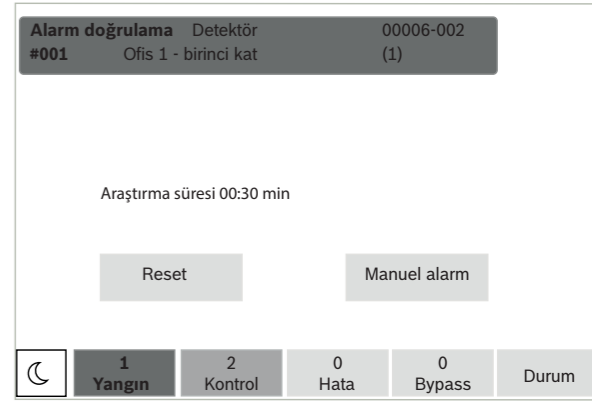 Alarm doğrulama Detektör 00006-002
#001 Ofis 1 - birinci kat (1)
Araştırma süresi 00:30 min
Reset Manuel alarm
1 2 0 0
Yangın Kontrol Hata Bypass Durum